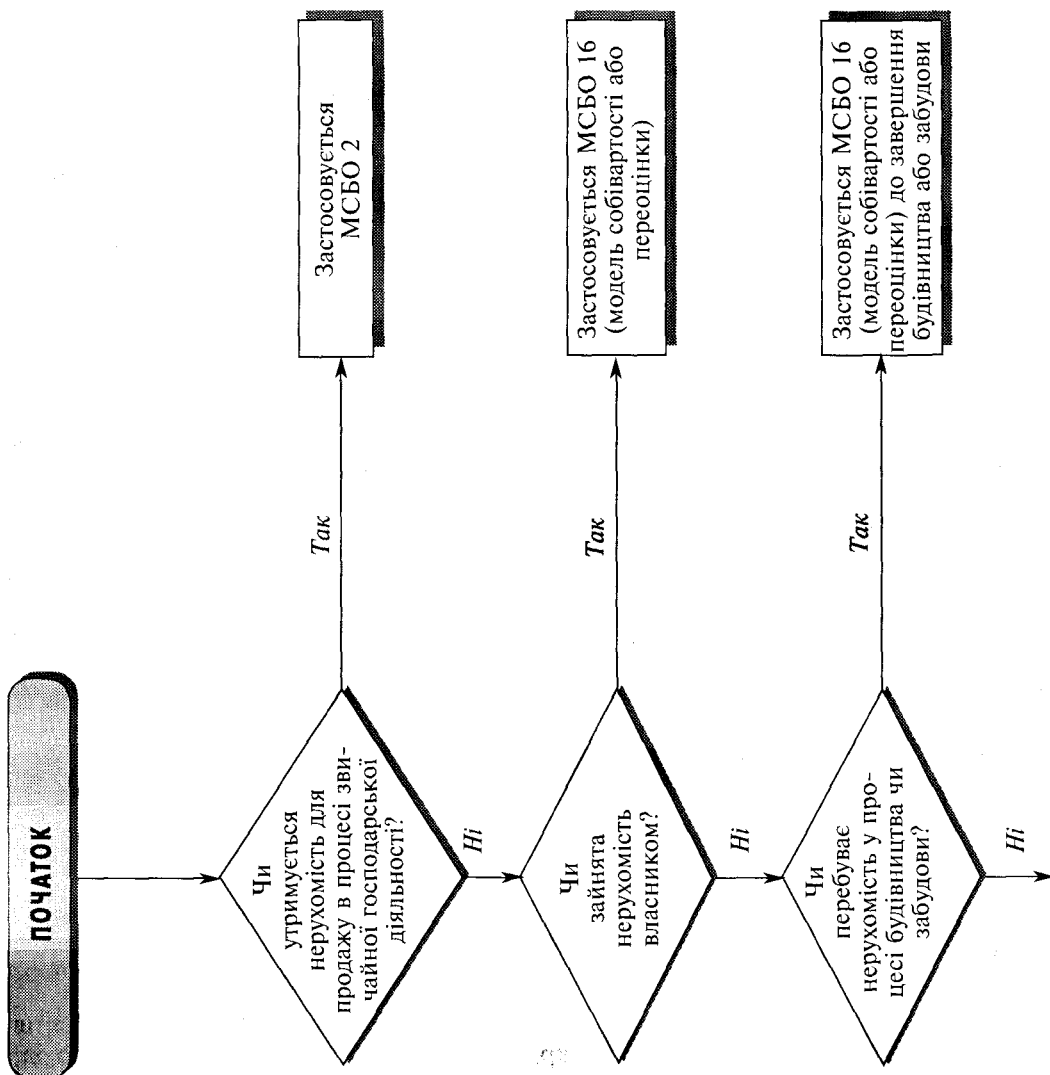 ПОЧАТОК
Чи
утримується
нерухомість для
продажу в процесі зви-
чайної господарської
діяльності?
Так
Застосовується
МСБО 2
Ні
Чи
зайнята
нерухомість
власником?
Так
Застосовується МСБО 16
(модель собівартості або
переоцінки)
Ні
Чи
перебуває
нерухомість у про-
цесі будівництва чи
забудови?
Так
Застосовується МСБО 16
(модель собівартості або
переоцінки) до завершення
будівництва або забудови
Ні